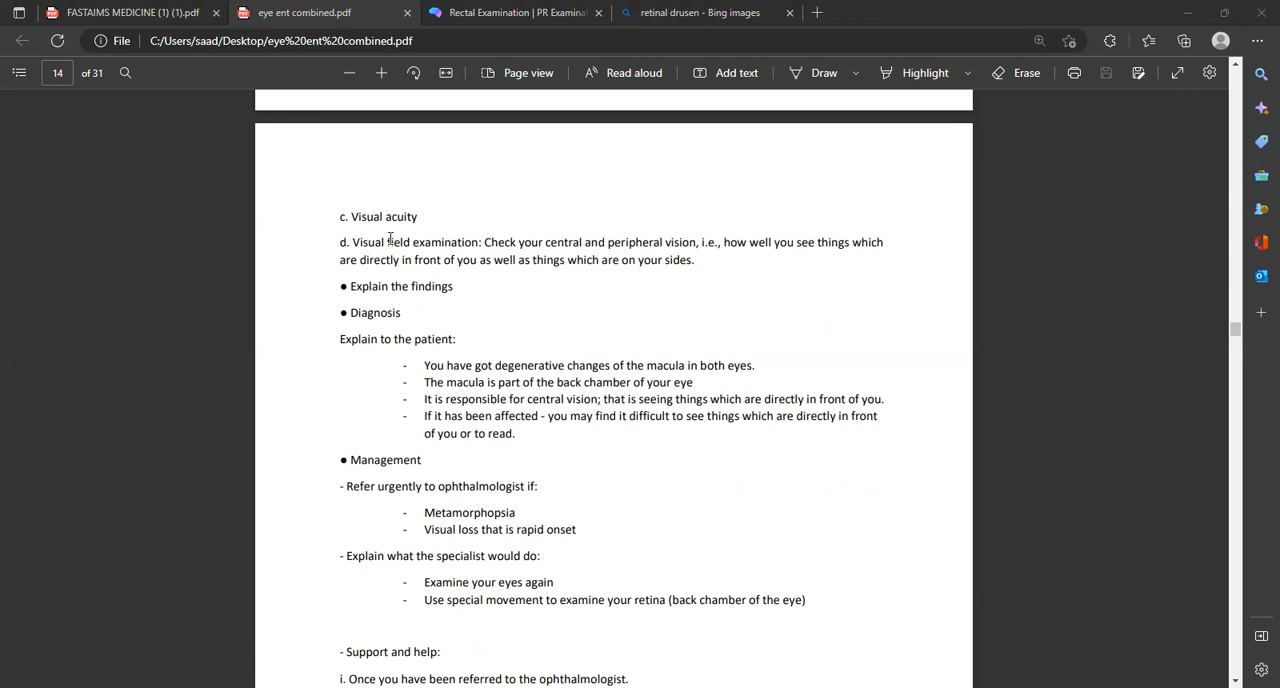 FASTAIMS MEDICINE (1) (1).pdf
eye ent combined.pdf
Rectal Examination | PR Examina
retinal drusen - Bing images
File
C:/Users/saad/Desktop/eye%20ent%20combined.pdf
14
of 31
Page view
Read aloud
Add text
Draw
Highlight
Erase
c. Visual acuity
d. Visual field examination: Check your central and peripheral vision, i.e., how well you see things which
are directly in front of you as well as things which are on your sides.
● Explain the findings
● Diagnosis
Explain to the patient:
- You have got degenerative changes of the macula in both eyes.
- The macula is part of the back chamber of your eye
- It is responsible for central vision; that is seeing things which are directly in front of you.
- If it has been affected - you may find it difficult to see things which are directly in front
of you or to read.
● Management
- Refer urgently to ophthalmologist if:
- Metamorphopsia
- Visual loss that is rapid onset
- Explain what the specialist would do:
- Examine your eyes again
- Use special movement to examine your retina (back chamber of the eye)
- Support and help:
i. Once you have been referred to the ophthalmologist.